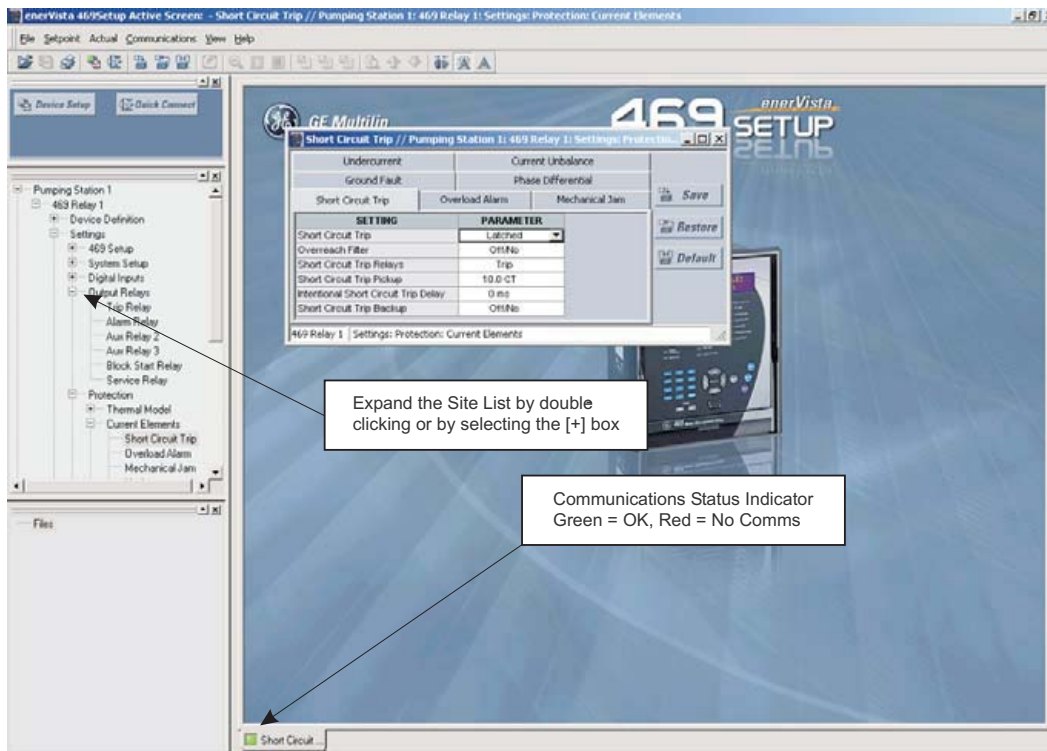 enerVista 469Setup Active Screen: - Short Circuit Trip // Pumping Station 1: 469 Relay 1: Settings: Protection: Current Elements
File Setpoint Actual Communications View Help
Device Setup
Quick Connect
Pumping Station 1
469 Relay 1
Device Definition
Settings
469 Setup
System Setup
Digital Inputs
Output Relays
Trip Relay
Alarm Relay
Aux Relay 2
Aux Relay 3
Block Start Relay
Service Relay
Protection
Thermal Model
Current Elements
Short Circuit Trip
Overload Alarm
Mechanical Jam
Files
GE Multilin
469 enerVista
SETUP
Short Circuit Trip // Pumping Station 1: 469 Relay 1: Settings: Protectio...
Undercurrent Current Unbalance
Ground Fault Phase Differential
Short Circuit Trip Overload Alarm Mechanical Jam
SETTING PARAMETER
Short Circuit Trip Latched
Overreach Filter Off/No
Short Circuit Trip Relays Trip
Short Circuit Trip Pickup 10.0 CT
Intentional Short Circuit Trip Delay 0 ms
Short Circuit Trip Backup Off/No
Save
Restore
Default
469 Relay 1 Settings: Protection: Current Elements
Expand the Site List by double
clicking or by selecting the [+] box
Communications Status Indicator
Green = OK, Red = No Comms
Short Circuit ...